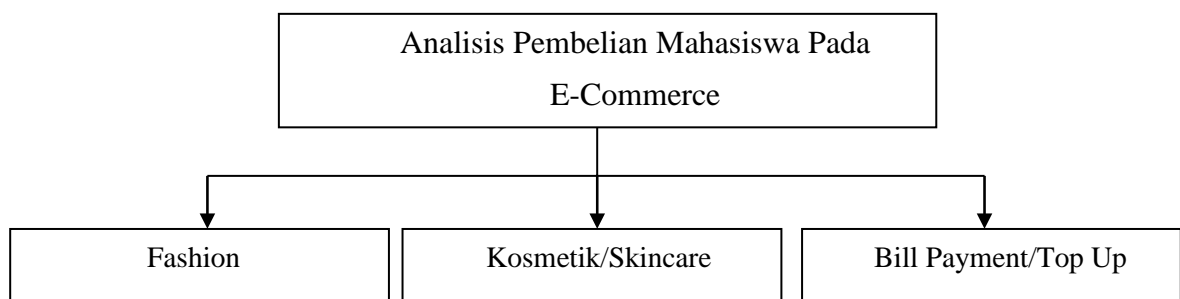 Analisis Pembelian Mahasiswa Pada
E-Commerce
Fashion
Kosmetik/Skincare
Bill Payment/Top Up